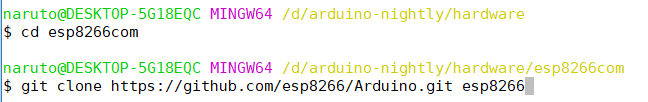 naruto@DESKTOP-5G18EQC MINGW64 /d/arduino-nightly/hardware
$ cd esp8266com
naruto@DESKTOP-5G18EQC MINGW64 /d/arduino-nightly/hardware/esp8266com
$ git clone https://github.com/esp8266/Arduino.git esp8266